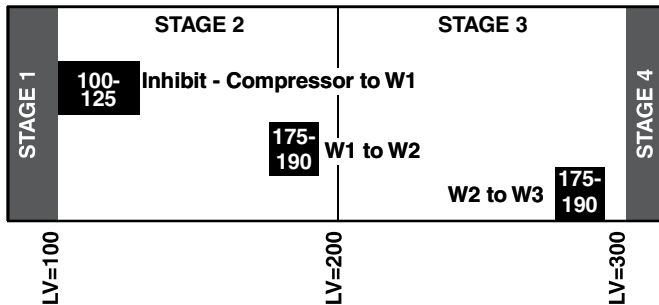 STAGE 2
STAGE 3
STAGE 1
STAGE 4
100-
125
Inhibit - Compressor to W1
175-
190
W1 to W2
W2 to W3
175-
190
LV=100
LV=200
LV=300